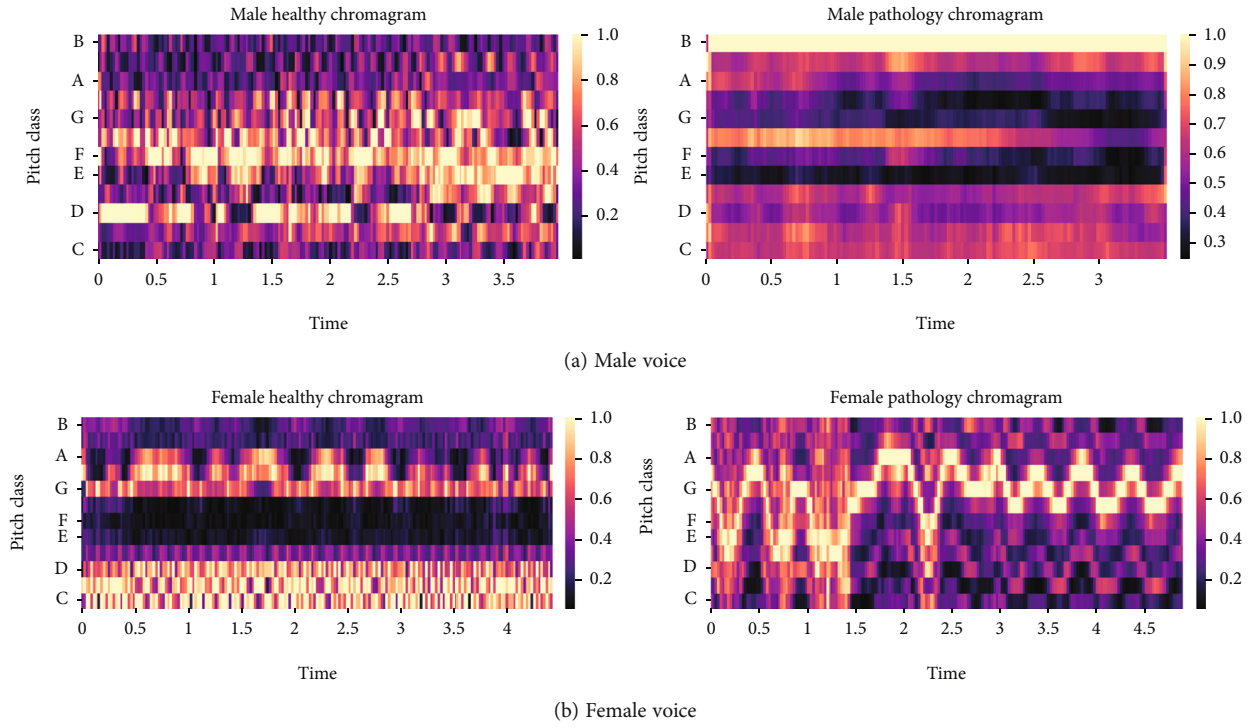 Male healthy chromagram
B
A
G
F
E
D
C
Pitch class
0 0.5 1 1.5 2 2.5 3 3.5
Time
1.0
0.8
0.6
0.4
0.2
Male pathology chromagram
B
A
G
F
E
D
C
Pitch class
0 0.5 1 1.5 2 2.5 3
Time
1.0
0.9
0.8
0.7
0.6
0.5
0.4
0.3
(a) Male voice
Female healthy chromagram
B
A
G
F
E
D
C
Pitch class
0 0.5 1 1.5 2 2.5 3 3.5 4
Time
1.0
0.8
0.6
0.4
0.2
Female pathology chromagram
B
A
G
F
E
D
C
Pitch class
0 0.5 1 1.5 2 2.5 3 3.5 4 4.5
Time
1.0
0.8
0.6
0.4
0.2
(b) Female voice